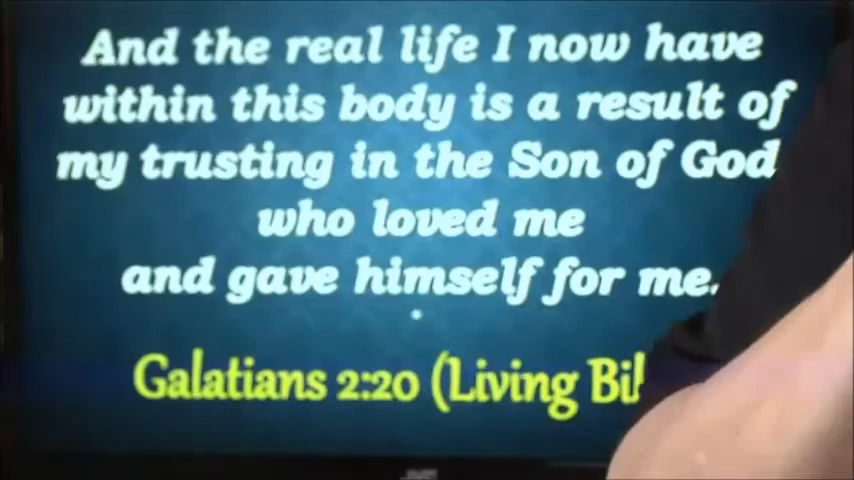 And the real life I now have
within this body is a result of
my trusting in the Son of God
who loved me
and gave himself for me.
Galatians 2:20 (Living